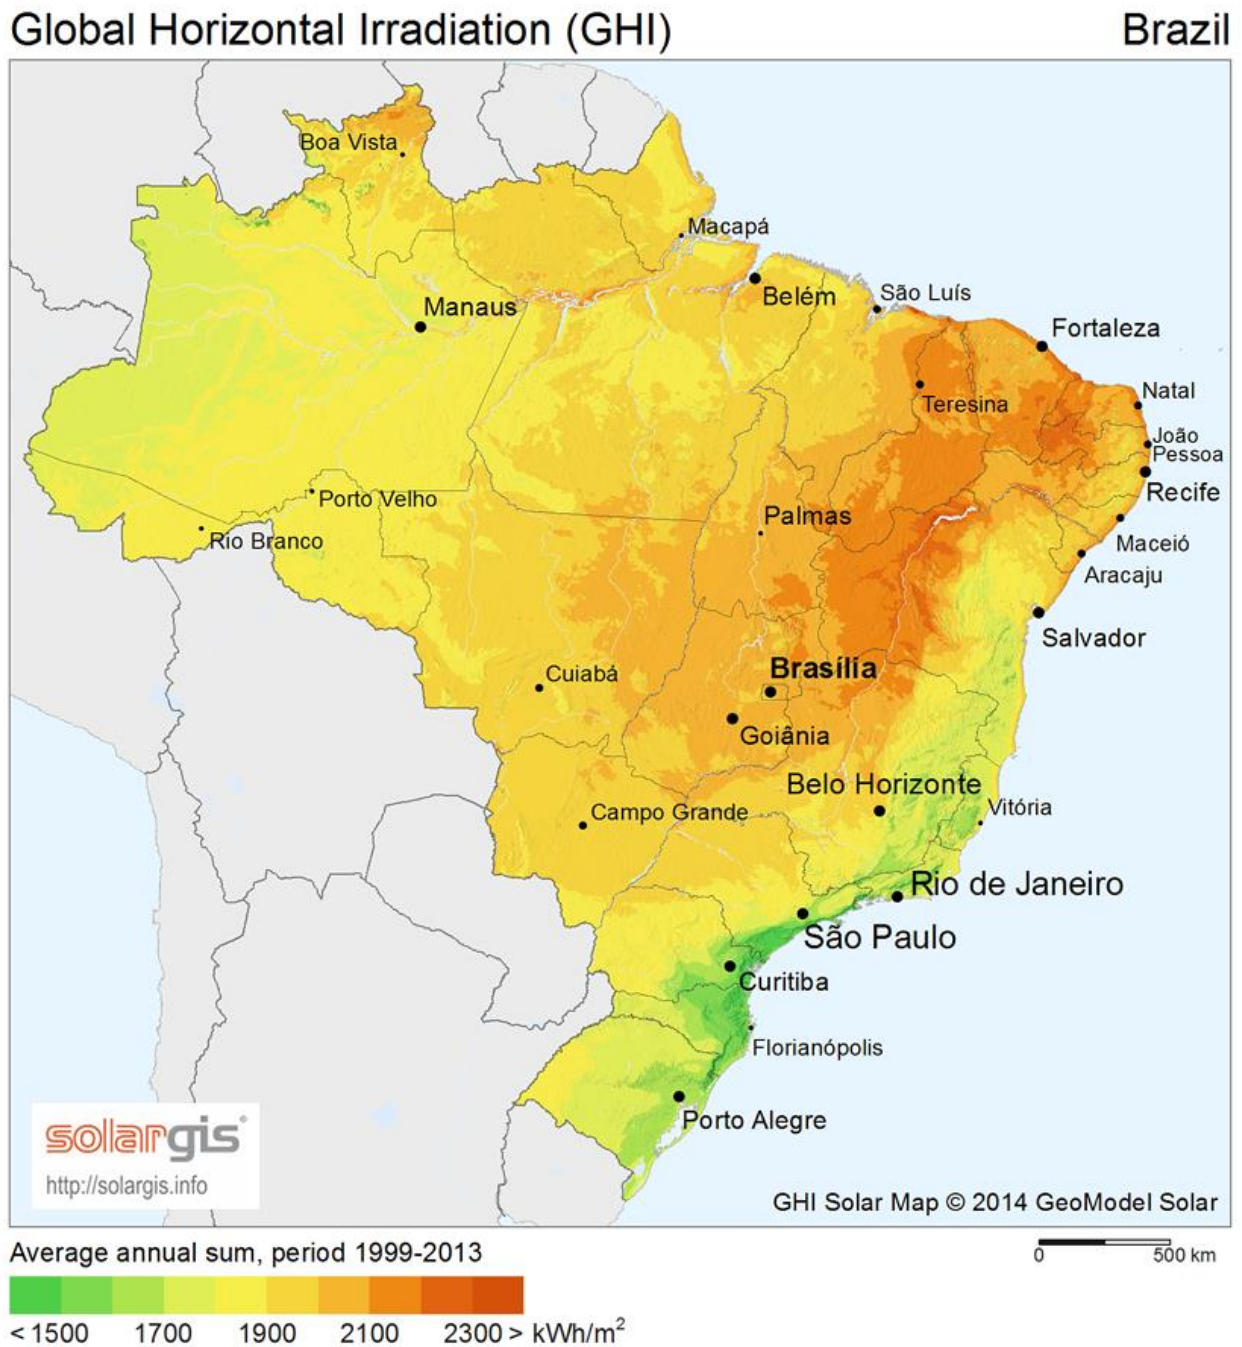 Global Horizontal Irradiation (GHI) Brazil
Boa Vista
Macapá
Belém
São Luís
Manaus
Fortaleza
Natal
Teresina
João
Pessoa
Recife
Porto Velho
Palmas
Rio Branco
Maceió
Aracaju
Salvador
Brasília
Cuiabá
Goiânia
Belo Horizonte
Vitória
Campo Grande
Rio de Janeiro
São Paulo
Curitiba
Florianópolis
Porto Alegre
solargis
http://solargis.info
GHI Solar Map © 2014 GeoModel Solar
Average annual sum, period 1999-2013
0 500 km
< 1500 1700 1900 2100 2300 > kWh/m²